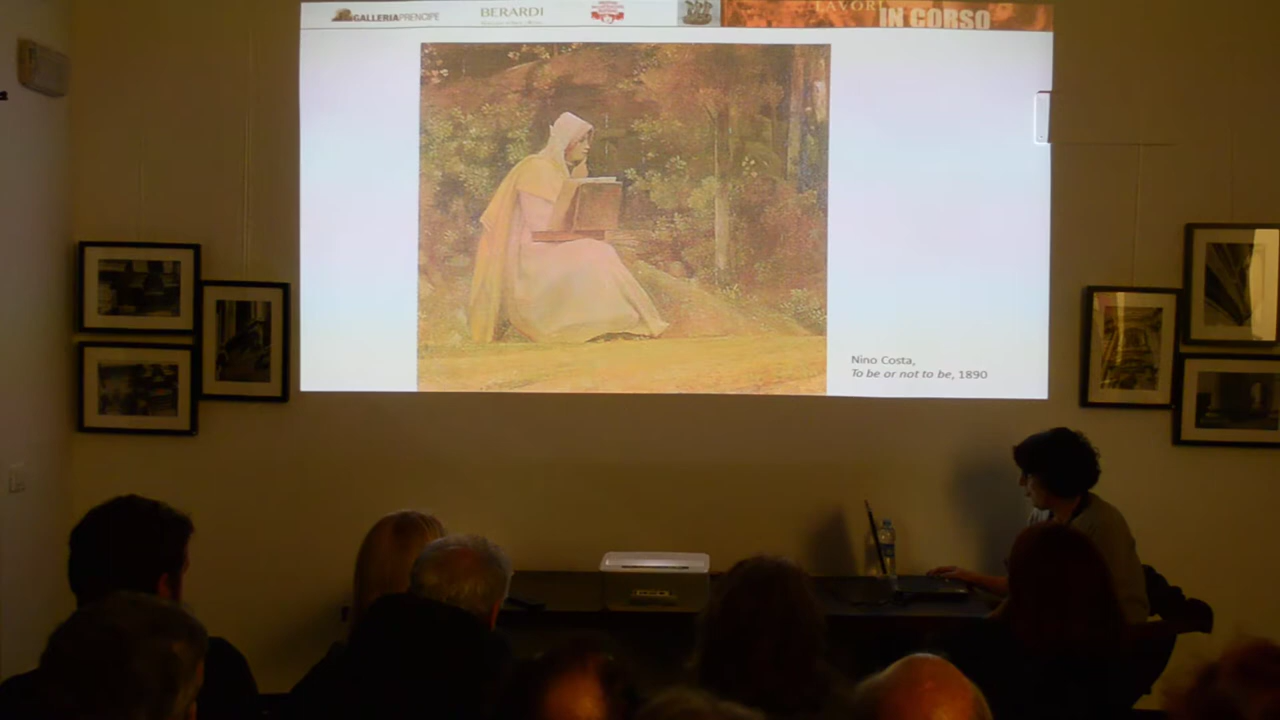 GALLERIAPRENCIPE
BERARDI
LAVORI
IN CORSO
Nino Costa,
To be or not to be, 1890